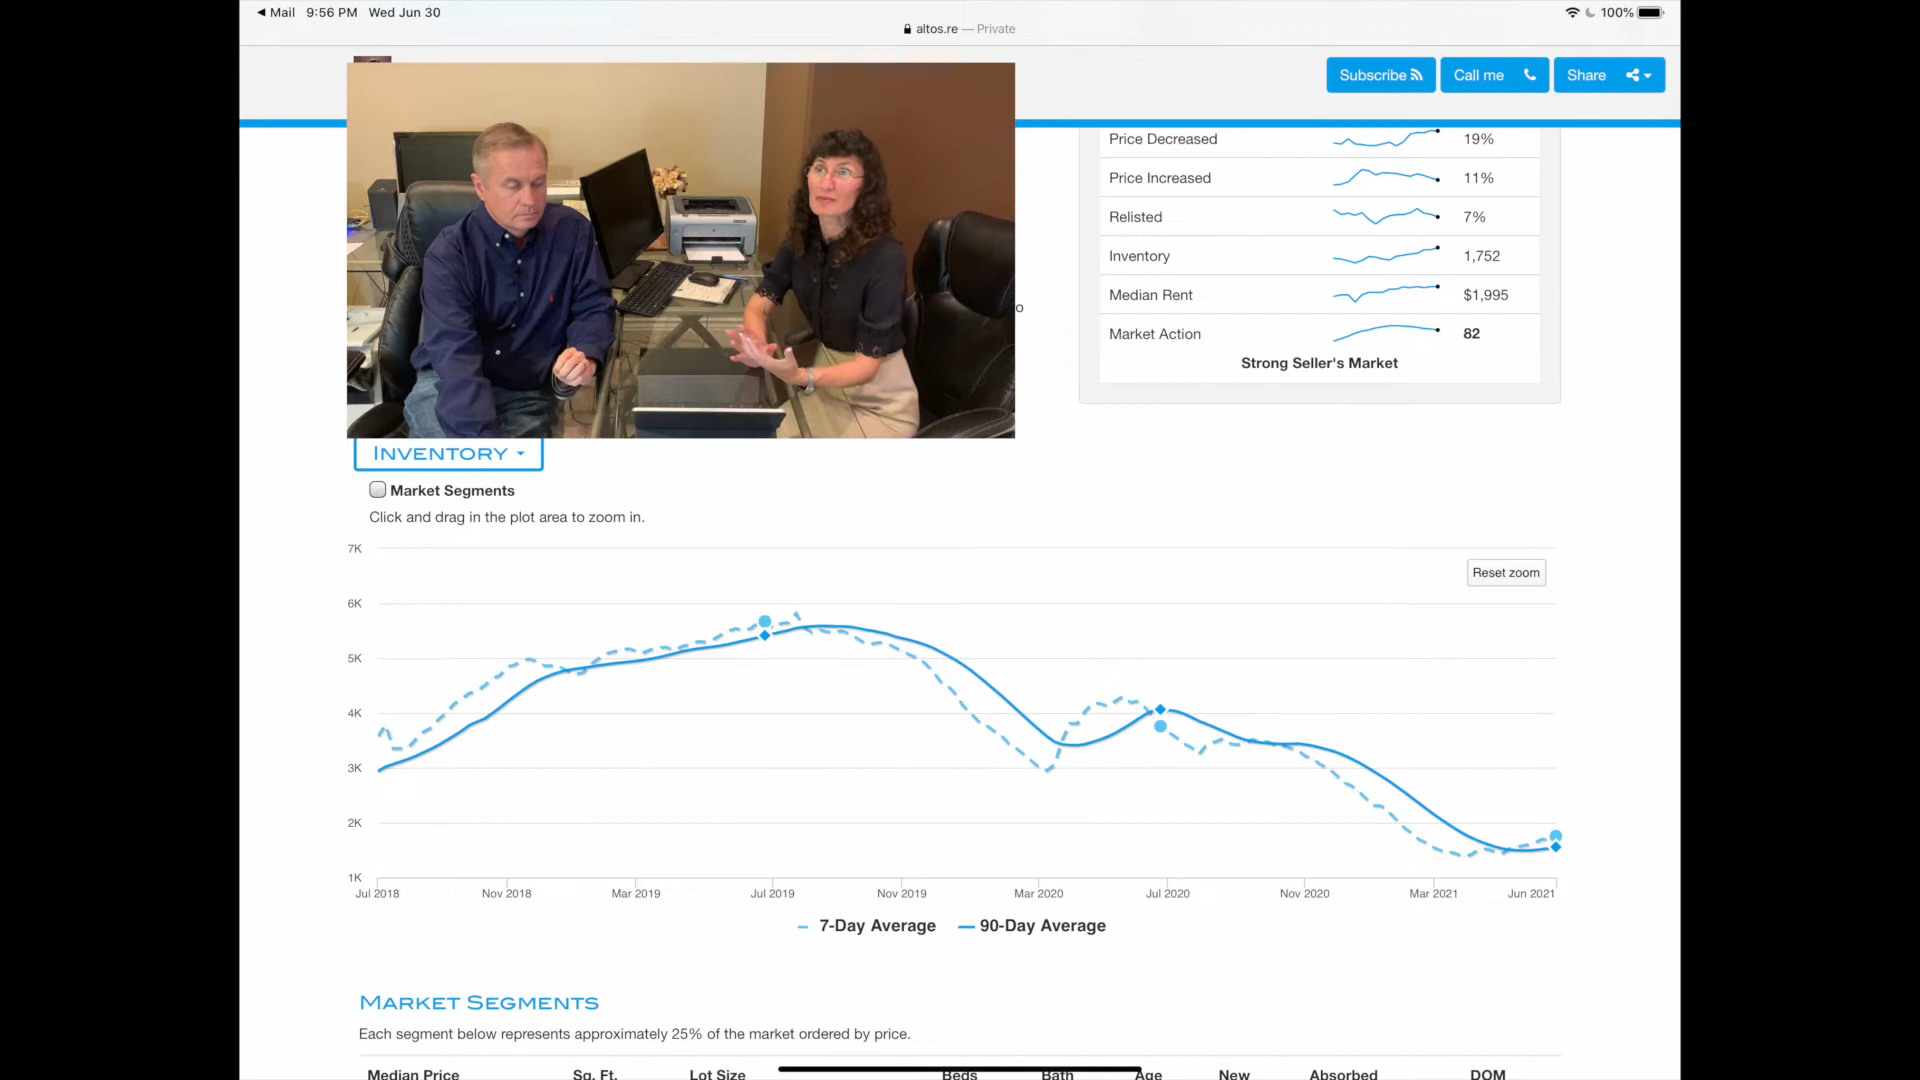 Mail 9:56 PM Wed Jun 30
100%
altos.re — Private
Subscribe
Call me
Share
Price Decreased 19%
Price Increased 11%
Relisted 7%
Inventory 1,752
Median Rent $1,995
Market Action 82
Strong Seller's Market
o
INVENTORY
Market Segments
Click and drag in the plot area to zoom in.
Reset zoom
7K
6K
5K
4K
3K
2K
1K
Jul 2018 Nov 2018 Mar 2019 Jul 2019 Nov 2019 Mar 2020 Jul 2020 Nov 2020 Mar 2021 Jun 2021
7-Day Average 90-Day Average
MARKET SEGMENTS
Each segment below represents approximately 25% of the market ordered by price.
Median Price Sq. Ft. Lot Size Beds Bath Age New Absorbed DOM